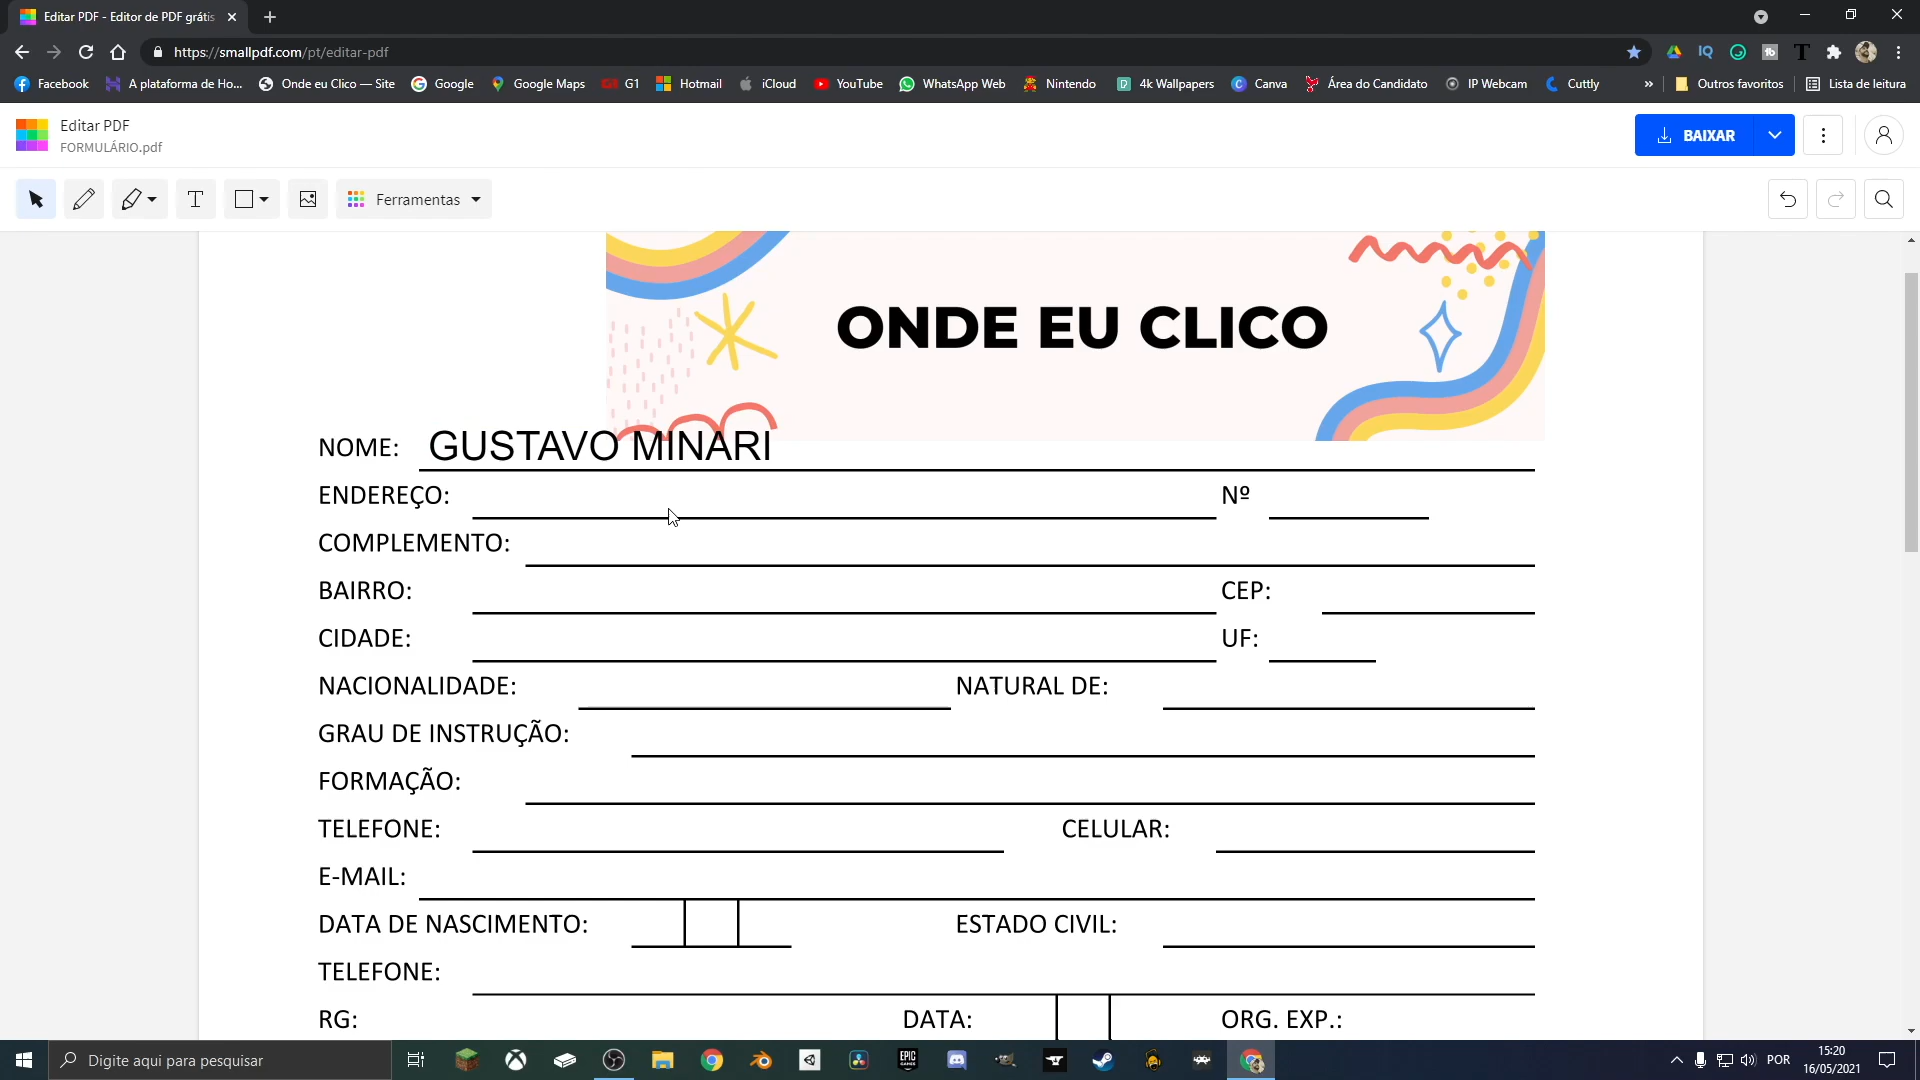 Editar PDF - Editor de PDF grátis
https://smallpdf.com/pt/editar-pdf
Facebook A plataforma de Ho... Onde eu Clico — Site Google Google Maps G1 Hotmail iCloud YouTube WhatsApp Web Nintendo 4k Wallpapers Canva Área do Candidato IP Webcam Cuttly » Outros favoritos Lista de leitura
Editar PDF
FORMULÁRIO.pdf
BAIXAR
T Ferramentas
ONDE EU CLICO
NOME: GUSTAVO MINARI
ENDEREÇO: Nº
COMPLEMENTO:
BAIRRO: CEP:
CIDADE: UF:
NACIONALIDADE: NATURAL DE:
GRAU DE INSTRUÇÃO:
FORMAÇÃO:
TELEFONE: CELULAR:
E-MAIL:
DATA DE NASCIMENTO: ESTADO CIVIL:
TELEFONE:
RG: DATA: ORG. EXP.:
Digite aqui para pesquisar
EPIC GAMES
POR
15:20
16/05/2021